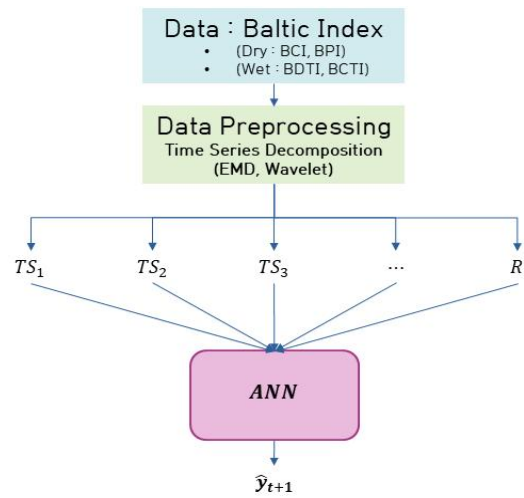 Data : Baltic Index
• (Dry : BCI, BPI)
• (Wet : BDTI, BCTI)
Data Preprocessing
Time Series Decomposition
(EMD, Wavelet)
TS₁ TS₂ TS₃ ... R
ANN
ŷₜ₊₁